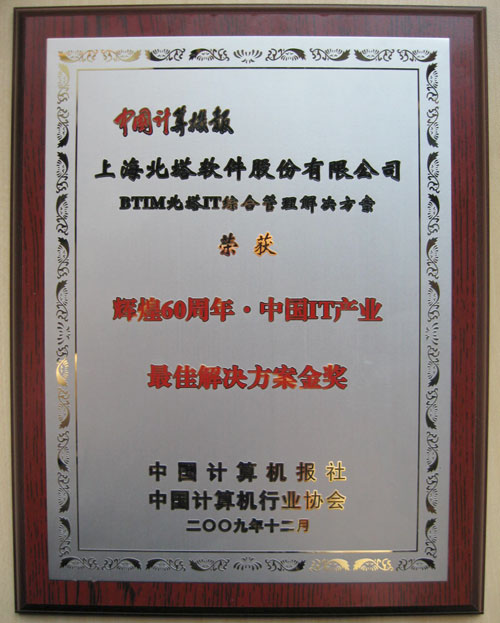 中国计算机报
上海北塔软件股份有限公司
BTIM北塔IT综合管理解决方案
荣获
辉煌60周年·中国IT产业
最佳解决方案金奖
中国计算机报社
中国计算机行业协会
二〇〇九年十二月